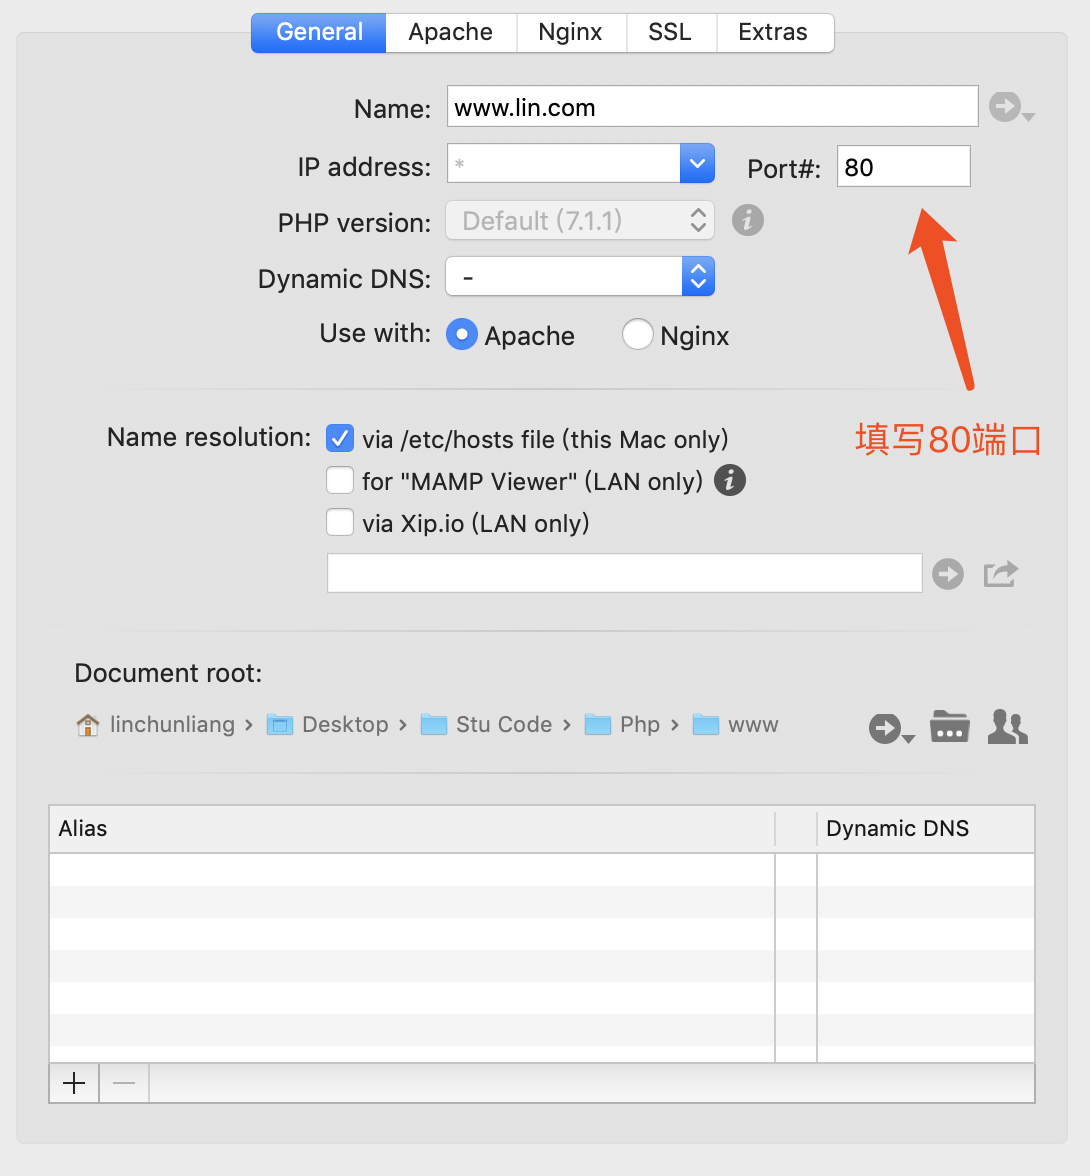 General Apache Nginx SSL Extras
Name: www.lin.com
IP address: * Port#: 80
PHP version: Default (7.1.1)
Dynamic DNS: -
Use with: Apache Nginx
Name resolution: via /etc/hosts file (this Mac only)
填写80端口
for "MAMP Viewer" (LAN only)
via Xip.io (LAN only)
Document root:
linchunliang › Desktop › Stu Code › Php › www
Alias Dynamic DNS